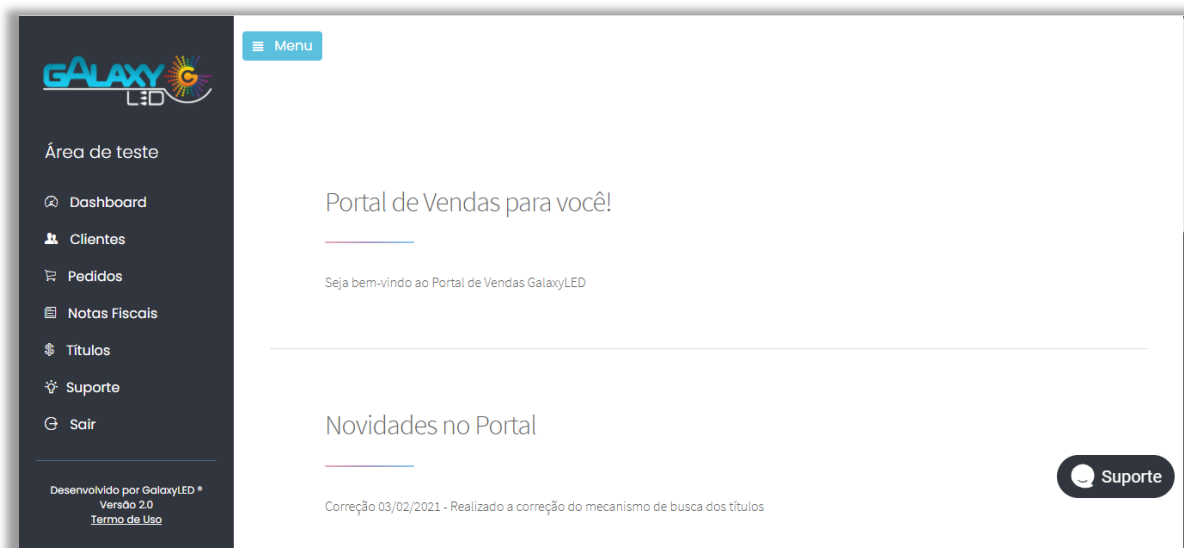 GALAXY
LED
Área de teste
Dashboard
Clientes
Pedidos
Notas Fiscais
Títulos
Suporte
Sair
Desenvolvido por GalaxyLED ®
Versão 2.0
Termo de Uso
Menu
Portal de Vendas para você!
Seja bem-vindo ao Portal de Vendas GalaxyLED
Novidades no Portal
Correção 03/02/2021 - Realizado a correção do mecanismo de busca dos títulos
Suporte